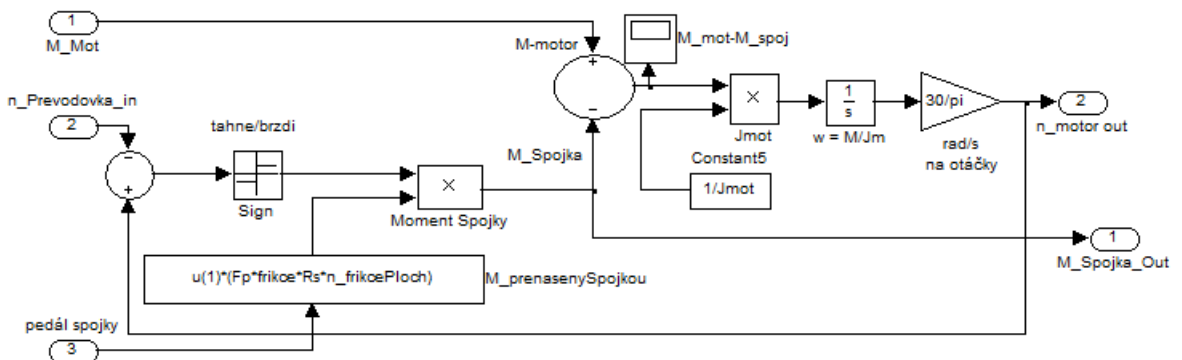 1
M_Mot
n_Prevodovka_in
2
tahne/brzdi
−
+
Sign
M-motor
+
−
M_mot-M_spoj
M_Spojka
×
Moment Spojky
×
Jmot
Constant5
1/Jmot
1
s
w = M/Jm
30/pi
rad/s
na otáčky
2
n_motor out
1
M_Spojka_Out
u(1)*(Fp*frikce*Rs*n_frikcePloch)
M_prenasenySpojkou
pedál spojky
3